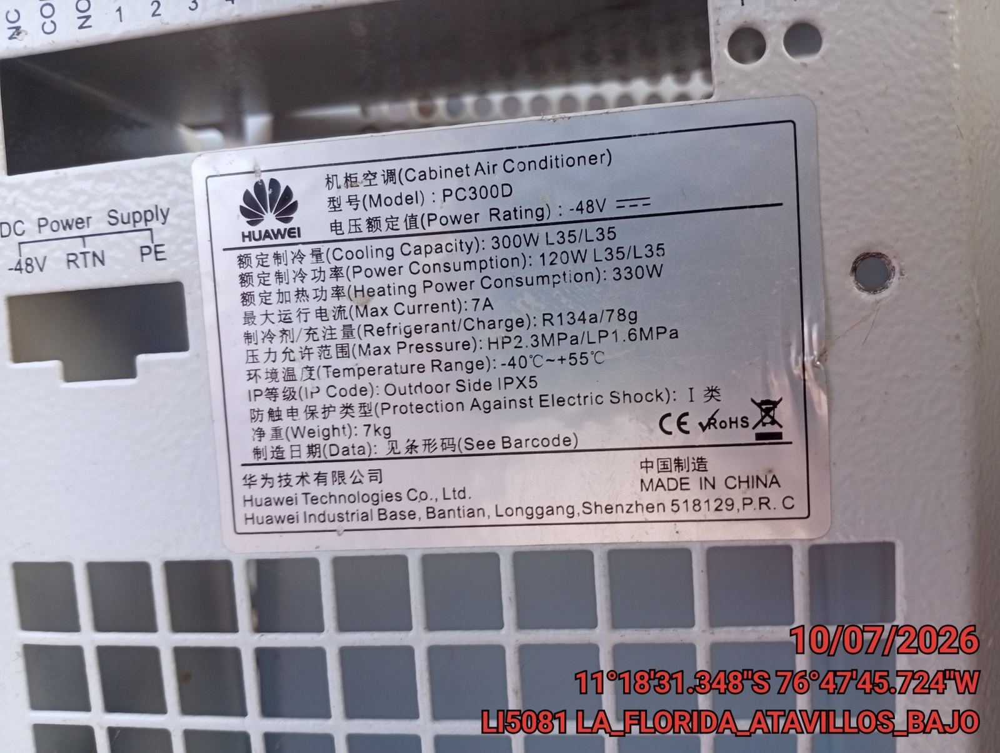 NC COM NO 1 2 3 4
机柜空调(Cabinet Air Conditioner)
型号(Model) : PC300D
电压额定值(Power Rating) : -48V
HUAWEI
额定制冷量(Cooling Capacity): 300W L35/L35
额定制冷功率(Power Consumption): 120W L35/L35
额定加热功率(Heating Power Consumption): 330W
最大运行电流(Max Current): 7A
制冷剂/充注量(Refrigerant/Charge): R134a/78g
压力允许范围(Max Pressure): HP2.3MPa/LP1.6MPa
环境温度(Temperature Range): -40℃~+55℃
IP等级(IP Code): Outdoor Side IPX5
防触电保护类型(Protection Against Electric Shock): I 类
净重(Weight): 7kg
制造日期(Data): 见条形码(See Barcode)
CE RoHS
华为技术有限公司
Huawei Technologies Co., Ltd.
Huawei Industrial Base, Bantian, Longgang,Shenzhen 518129,P.R. C
中国制造
MADE IN CHINA
DC Power Supply
-48V RTN PE
10/07/2026
11°18'31.348"S 76°47'45.724"W
LI5081 LA_FLORIDA_ATAVILLOS_BAJO